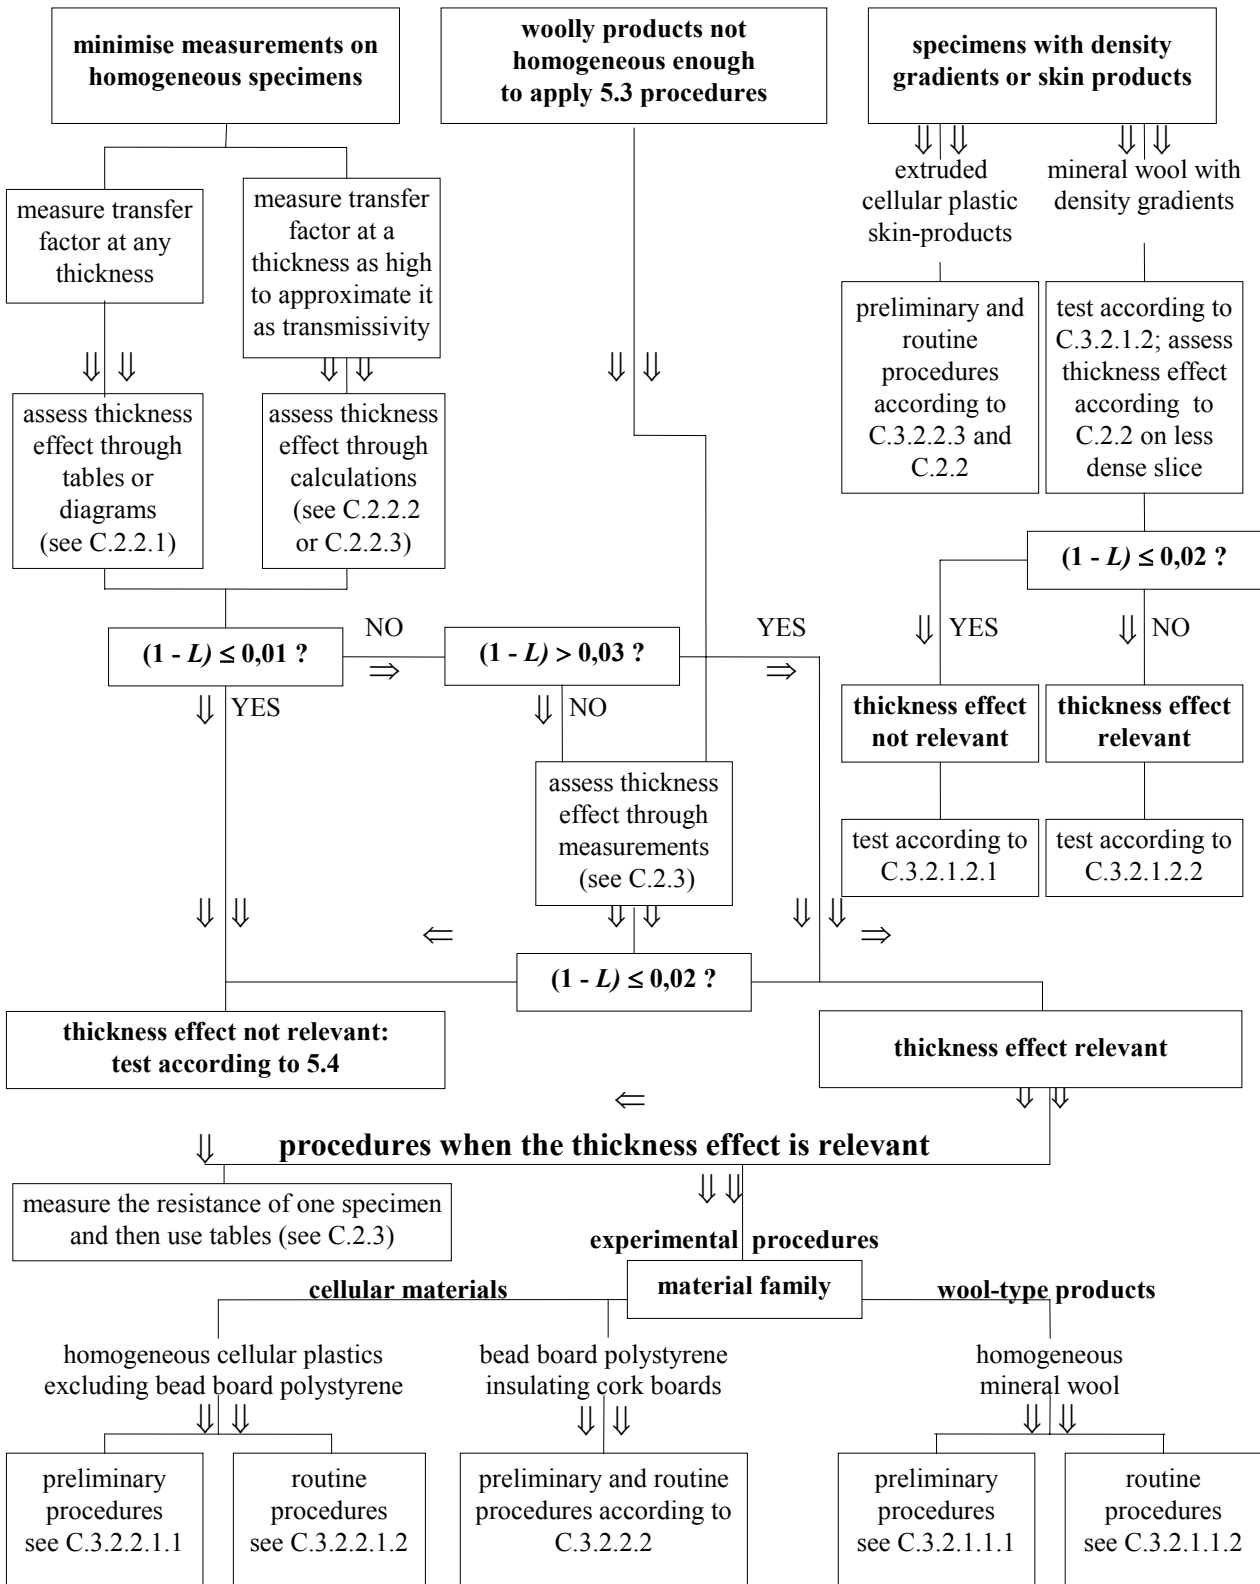 minimise measurements on
homogeneous specimens
woolly products not
homogeneous enough
to apply 5.3 procedures
specimens with density
gradients or skin products
⇓ ⇓
⇓ ⇓
measure transfer
factor at any
thickness
measure transfer
factor at a
thickness as high
to approximate it
as transmissivity
extruded
cellular plastic
skin-products
mineral wool with
density gradients
⇓ ⇓
⇓ ⇓
⇓ ⇓
assess thickness
effect through
tables or
diagrams
(see C.2.2.1)
assess thickness
effect through
calculations
(see C.2.2.2
or C.2.2.3)
preliminary and
routine
procedures
according to
C.3.2.2.3 and
C.2.2
test according to
C.3.2.1.2; assess
thickness effect
according to
C.2.2 on less
dense slice
(1 - L) ≤ 0,02 ?
⇓ YES
⇓ NO
(1 - L) ≤ 0,01 ?
NO
⇒
(1 - L) > 0,03 ?
YES
⇒
⇓ YES
⇓ NO
thickness effect
not relevant
thickness effect
relevant
assess thickness
effect through
measurements
(see C.2.3)
test according to
C.3.2.1.2.1
test according to
C.3.2.1.2.2
⇓ ⇓
⇓ ⇓
⇓ ⇓
⇐
⇒
(1 - L) ≤ 0,02 ?
thickness effect not relevant:
test according to 5.4
thickness effect relevant
⇐
⇓ ⇓
⇓
procedures when the thickness effect is relevant
measure the resistance of one specimen
and then use tables (see C.2.3)
⇓ ⇓
experimental procedures
material family
cellular materials
wool-type products
homogeneous cellular plastics
excluding bead board polystyrene
bead board polystyrene
insulating cork boards
homogeneous
mineral wool
⇓ ⇓
⇓ ⇓
⇓ ⇓
preliminary
procedures
see C.3.2.2.1.1
routine
procedures
see C.3.2.2.1.2
preliminary and routine
procedures according to
C.3.2.2.2
preliminary
procedures
see C.3.2.1.1.1
routine
procedures
see C.3.2.1.1.2